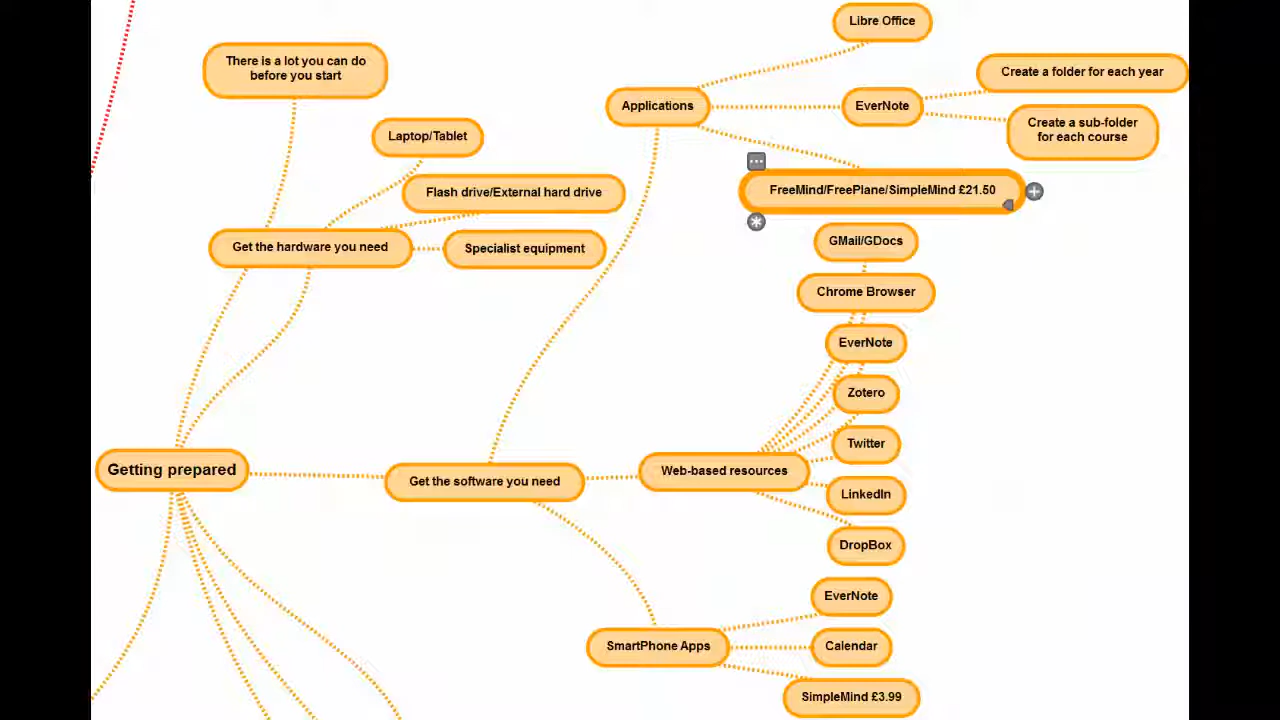 Libre Office
There is a lot you can do
before you start
Create a folder for each year
Applications
EverNote
Create a sub-folder
for each course
Laptop/Tablet
FreeMind/FreePlane/SimpleMind £21.50
Flash drive/External hard drive
Get the hardware you need
Specialist equipment
GMail/GDocs
Chrome Browser
EverNote
Zotero
Twitter
Getting prepared
Get the software you need
Web-based resources
LinkedIn
DropBox
EverNote
SmartPhone Apps
Calendar
SimpleMind £3.99